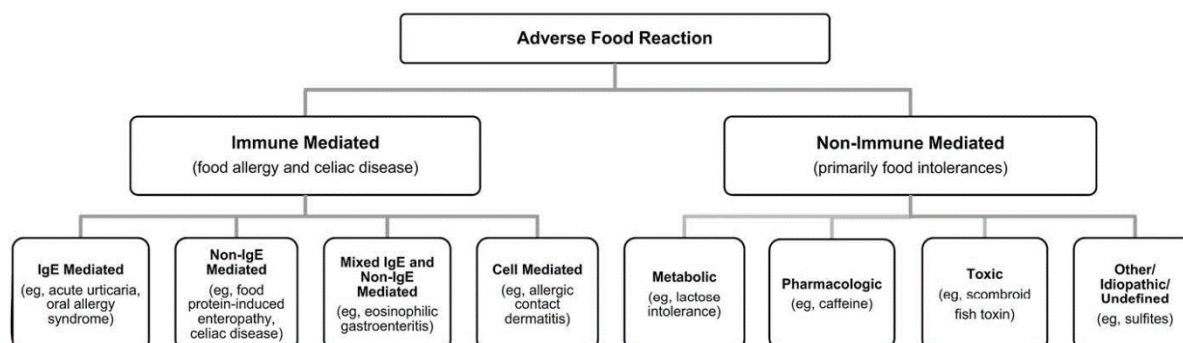 Adverse Food Reaction
Immune Mediated
(food allergy and celiac disease)
Non-Immune Mediated
(primarily food intolerances)
IgE Mediated
(eg, acute urticaria,
oral allergy
syndrome)
Non-IgE
Mediated
(eg, food
protein-induced
enteropathy,
celiac disease)
Mixed IgE and
Non-IgE
Mediated
(eg, eosinophilic
gastroenteritis)
Cell Mediated
(eg, allergic
contact
dermatitis)
Metabolic
(eg, lactose
intolerance)
Pharmacologic
(eg, caffeine)
Toxic
(eg, scombroid
fish toxin)
Other/
Idiopathic/
Undefined
(eg, sulfites)